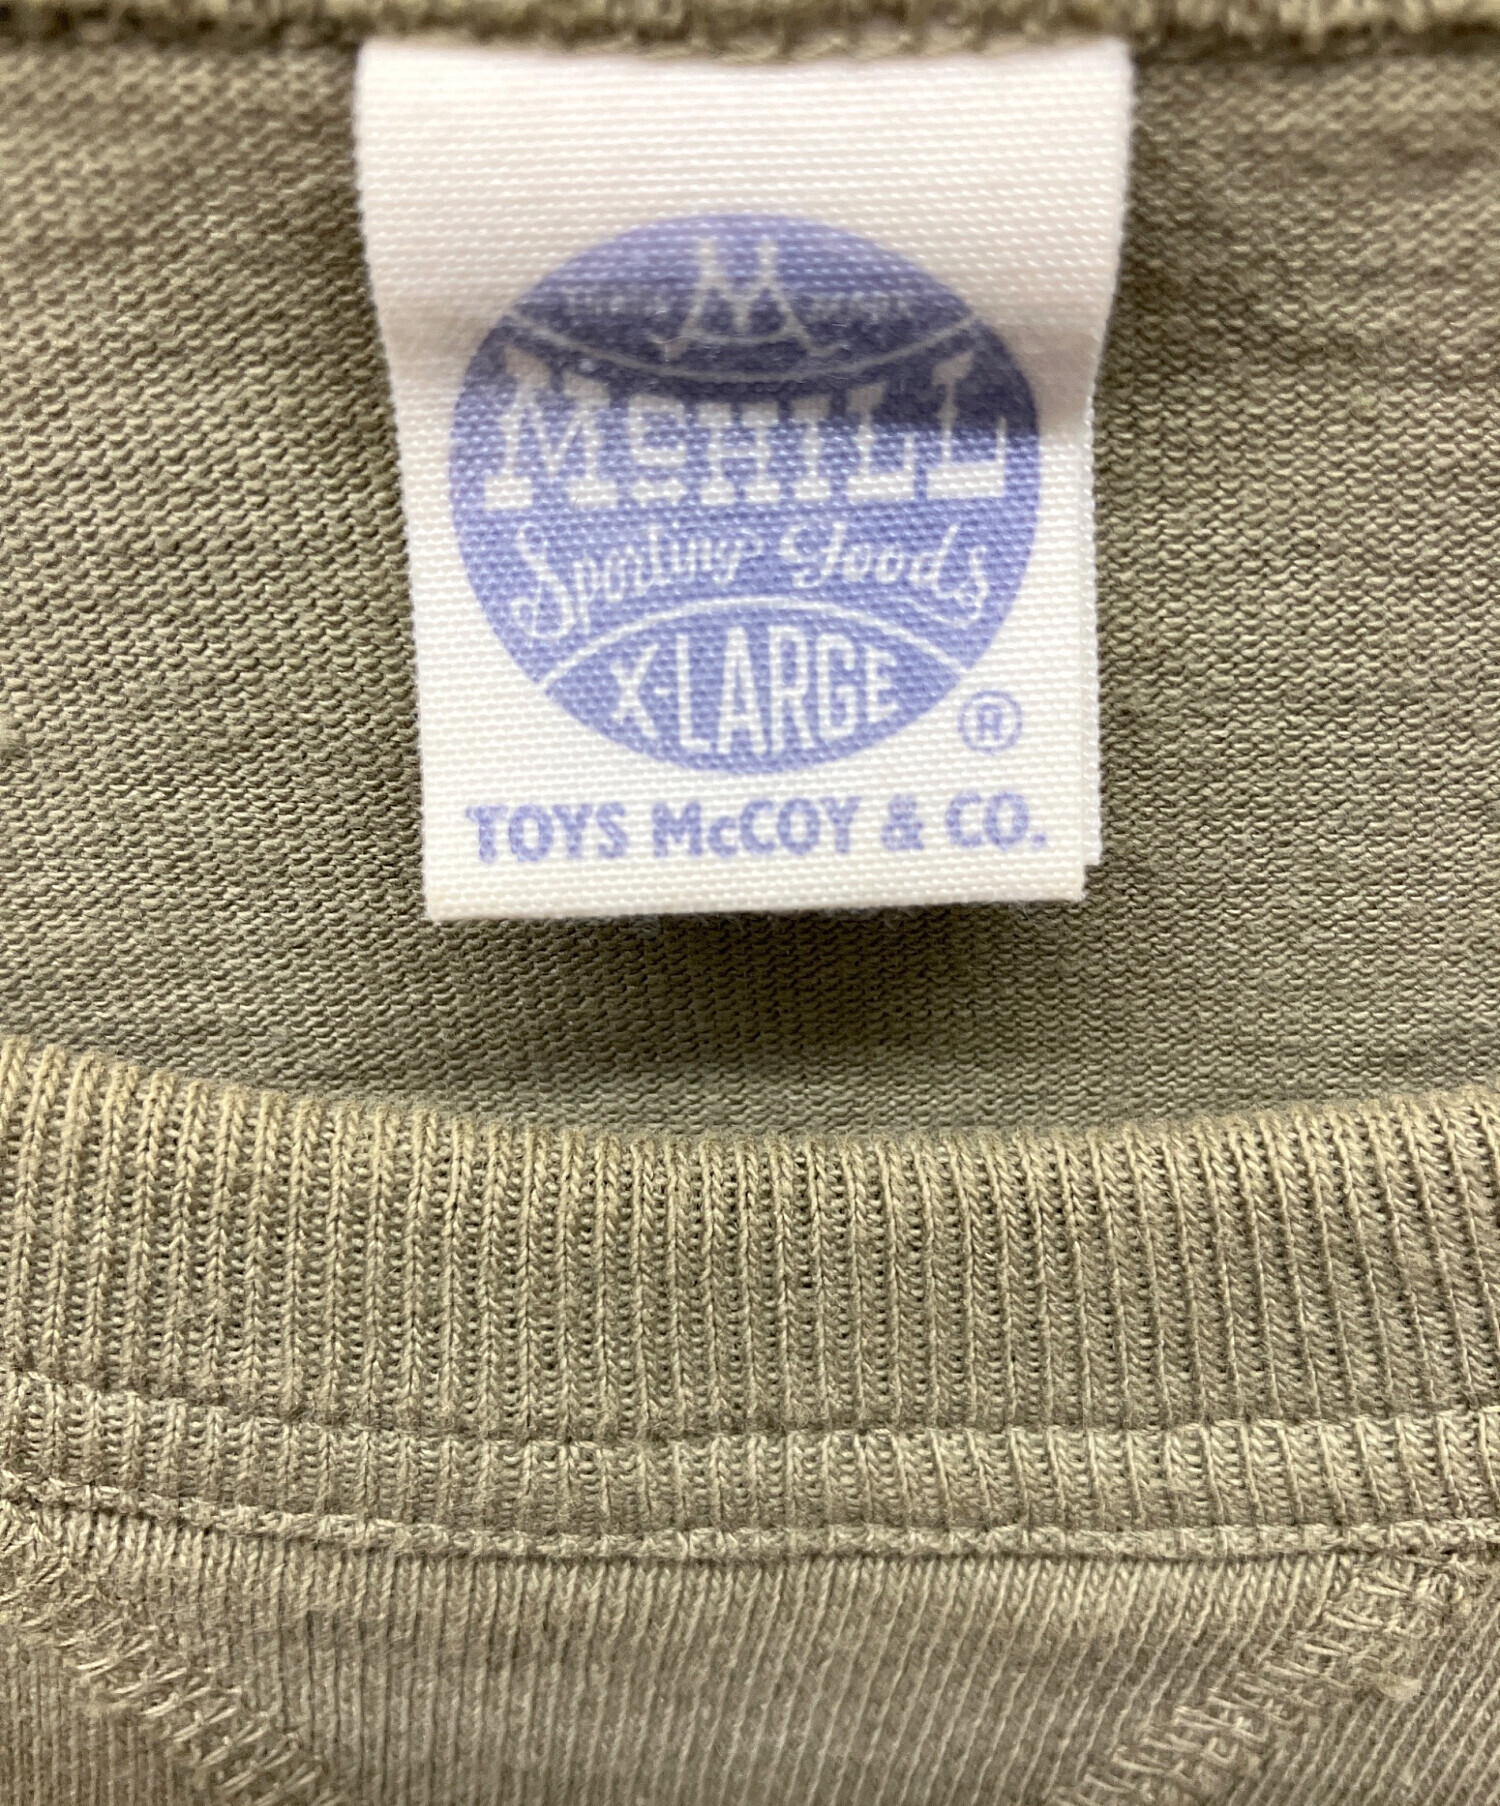 M
McHILL
Sporting Goods
X-LARGE
®
TOYS McCOY & CO.